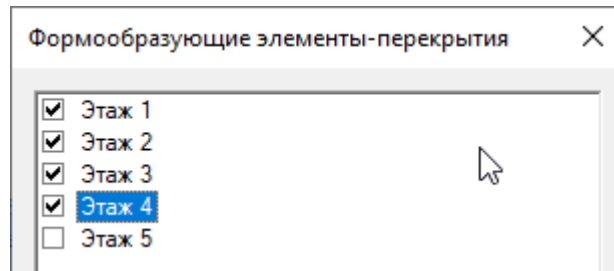 Формообразующие элементы-перекрытия
Этаж 1
Этаж 2
Этаж 3
Этаж 4
Этаж 5